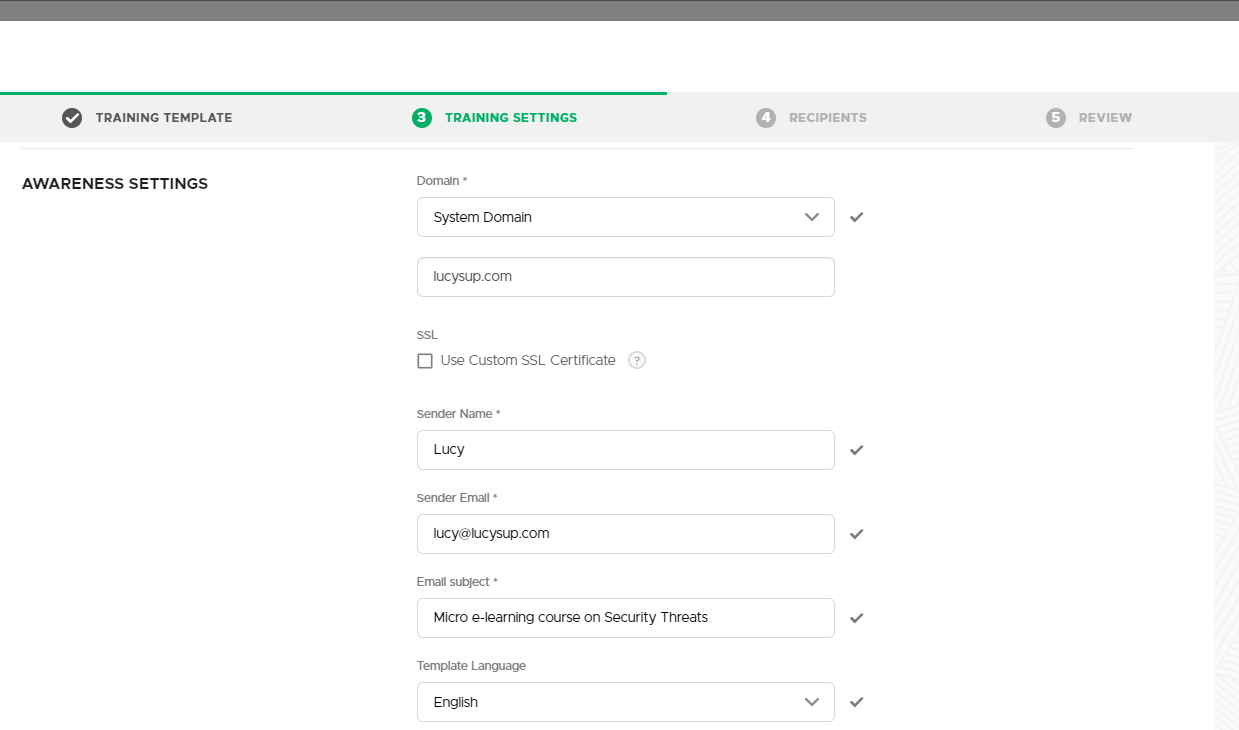 TRAINING TEMPLATE
3 TRAINING SETTINGS
4 RECIPIENTS
5 REVIEW
AWARENESS SETTINGS
Domain *
System Domain
lucysup.com
SSL
Use Custom SSL Certificate ?
Sender Name *
Lucy
Sender Email *
lucy@lucysup.com
Email subject *
Micro e-learning course on Security Threats
Template Language
English